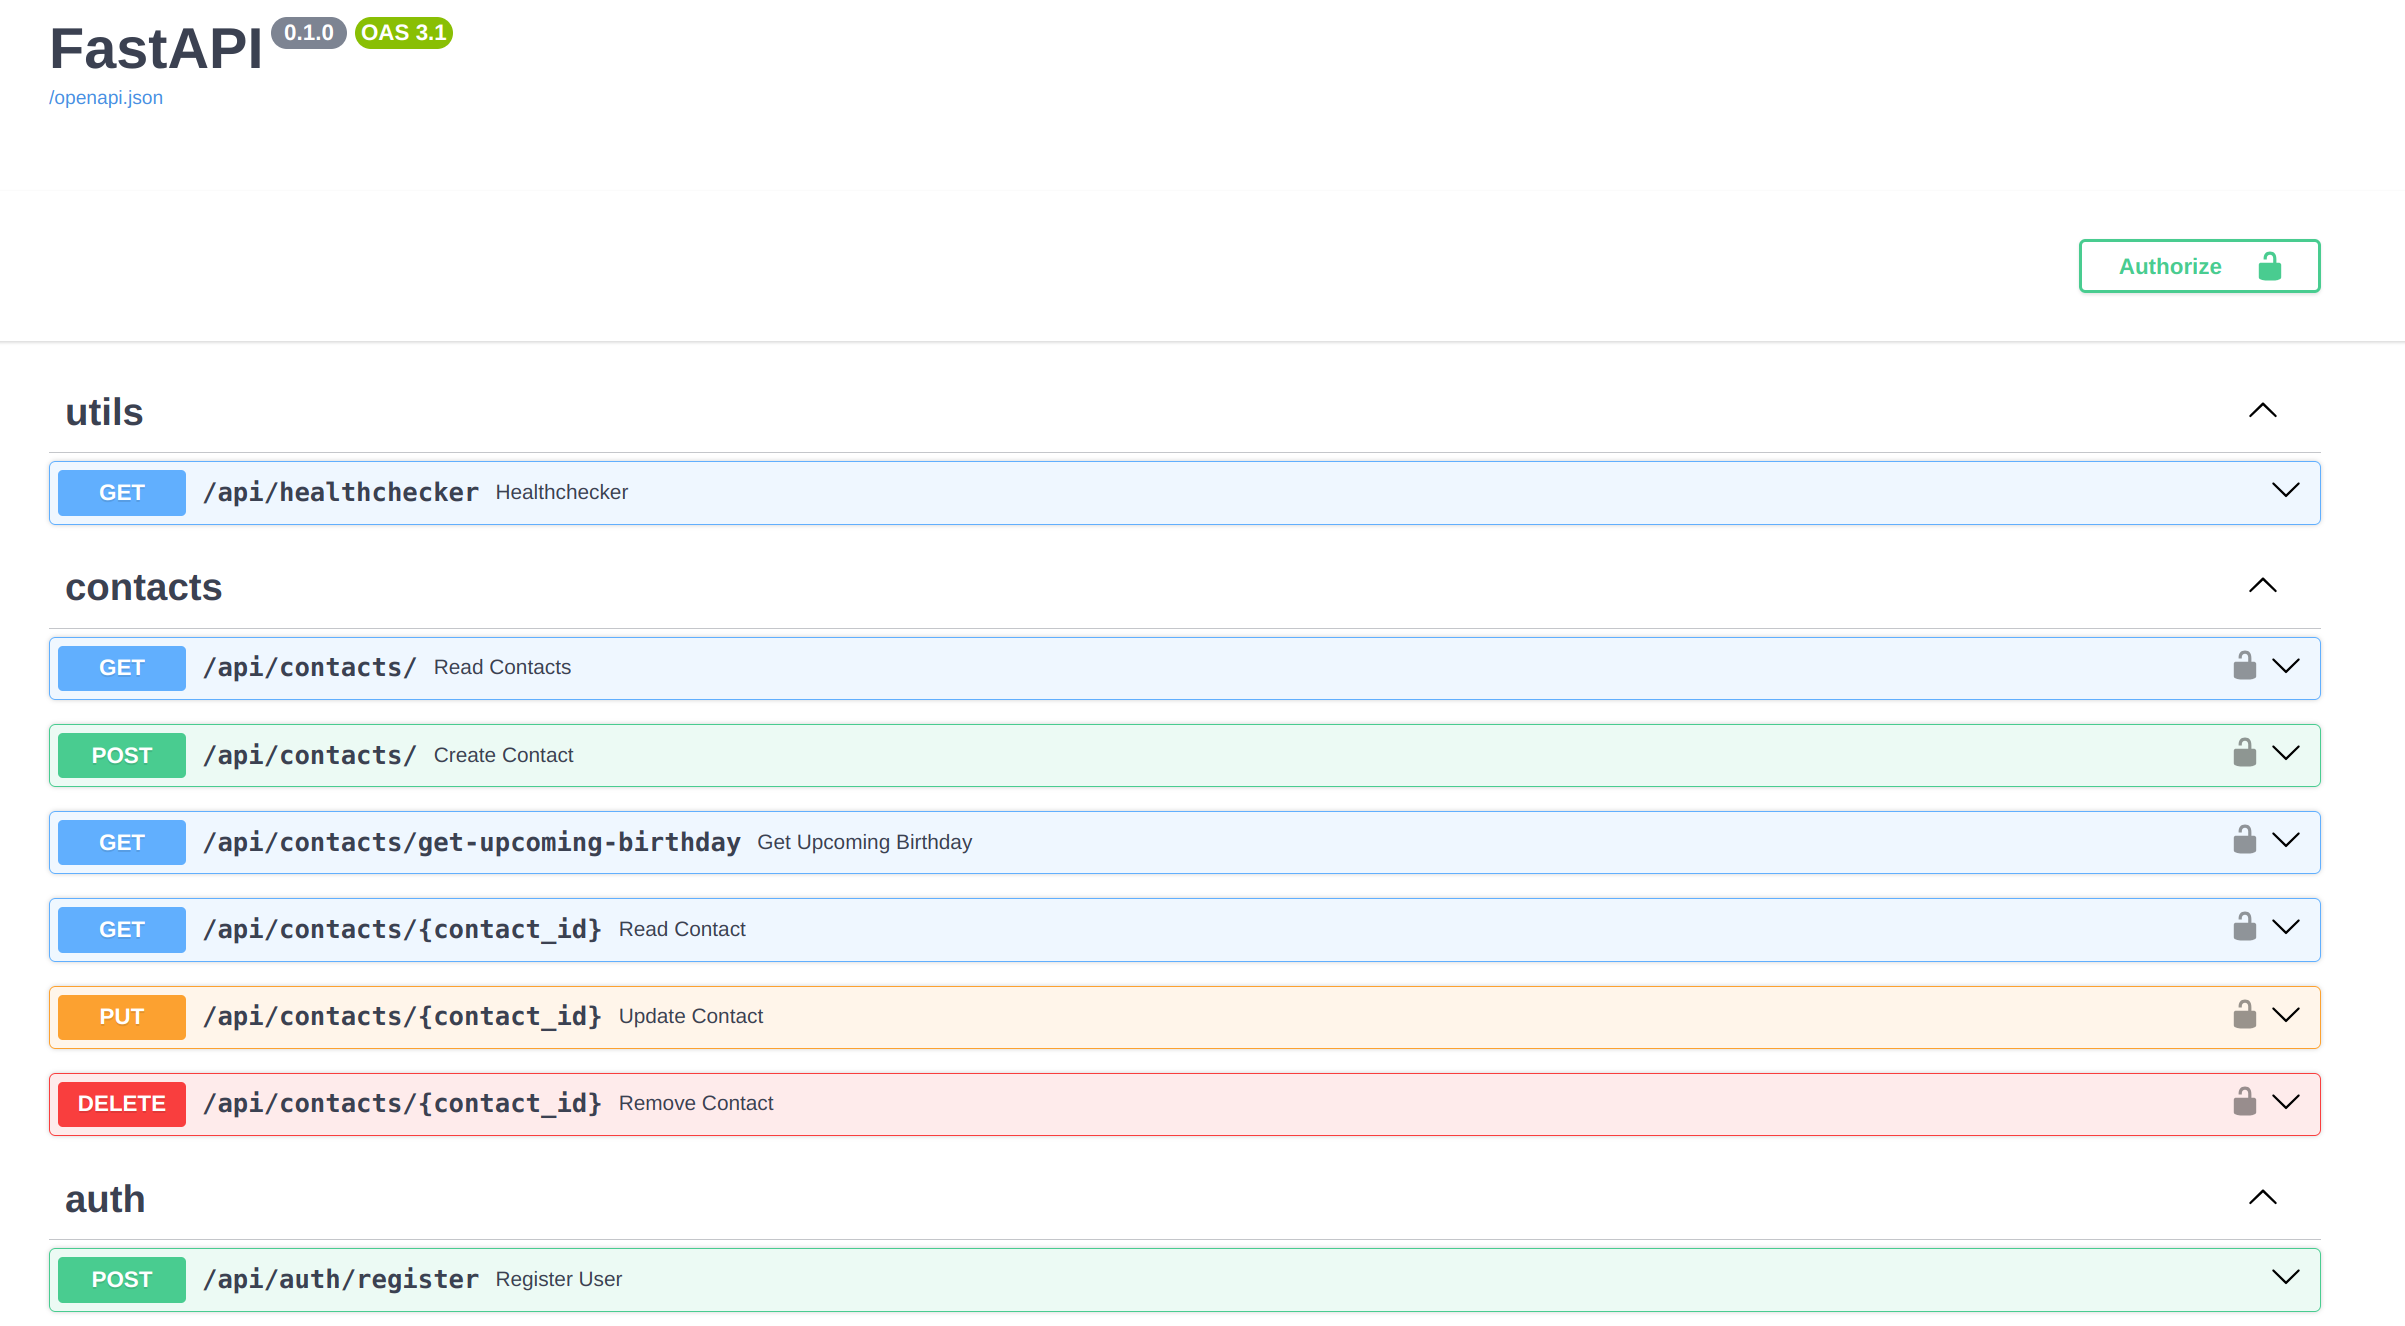 FastAPI 0.1.0 OAS 3.1
/openapi.json
Authorize
utils
GET /api/healthchecker Healthchecker
contacts
GET /api/contacts/ Read Contacts
POST /api/contacts/ Create Contact
GET /api/contacts/get-upcoming-birthday Get Upcoming Birthday
GET /api/contacts/{contact_id} Read Contact
PUT /api/contacts/{contact_id} Update Contact
DELETE /api/contacts/{contact_id} Remove Contact
auth
POST /api/auth/register Register User